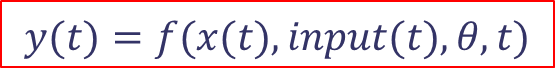 y(t) = f(x(t), input(t), θ, t)